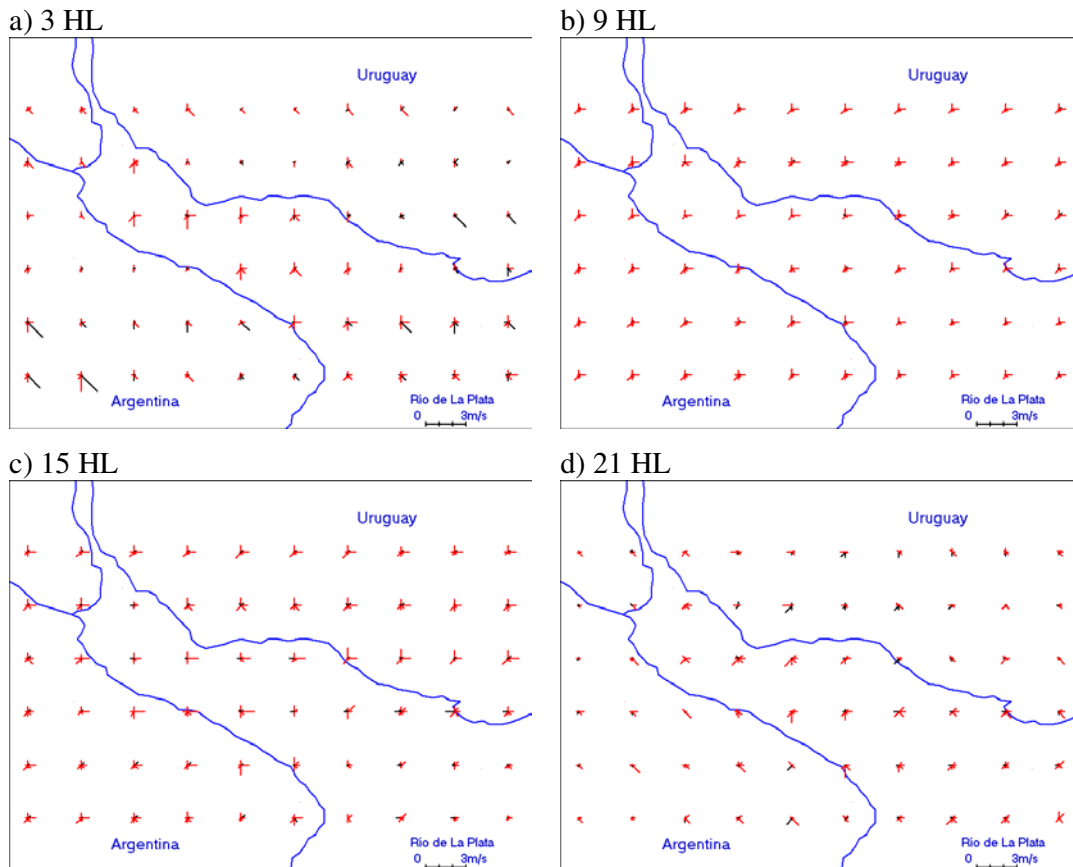 a) 3 HL
Uruguay
Argentina
Rio de La Plata
0 3m/s
b) 9 HL
Uruguay
Argentina
Rio de La Plata
0 3m/s
c) 15 HL
Uruguay
Argentina
Rio de La Plata
0 3m/s
d) 21 HL
Uruguay
Argentina
Rio de La Plata
0 3m/s